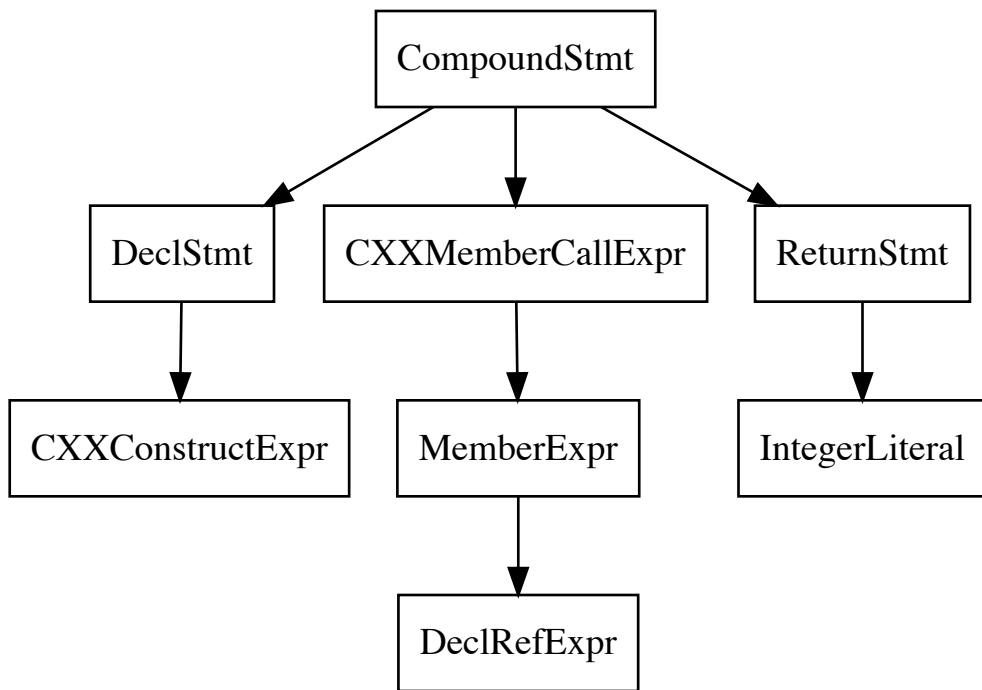 CompoundStmt
DeclStmt
CXXMemberCallExpr
ReturnStmt
CXXConstructExpr
MemberExpr
IntegerLiteral
DeclRefExpr